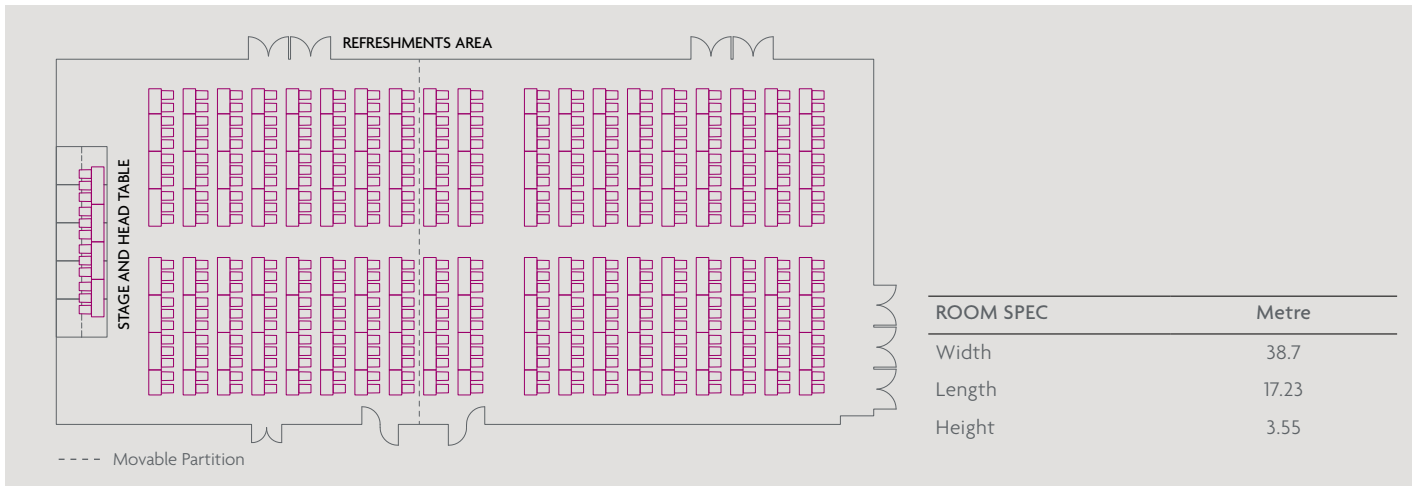 REFRESHMENTS AREA
STAGE AND HEAD TABLE
ROOM SPEC Metre
Width 38.7
Length 17.23
Height 3.55
Movable Partition